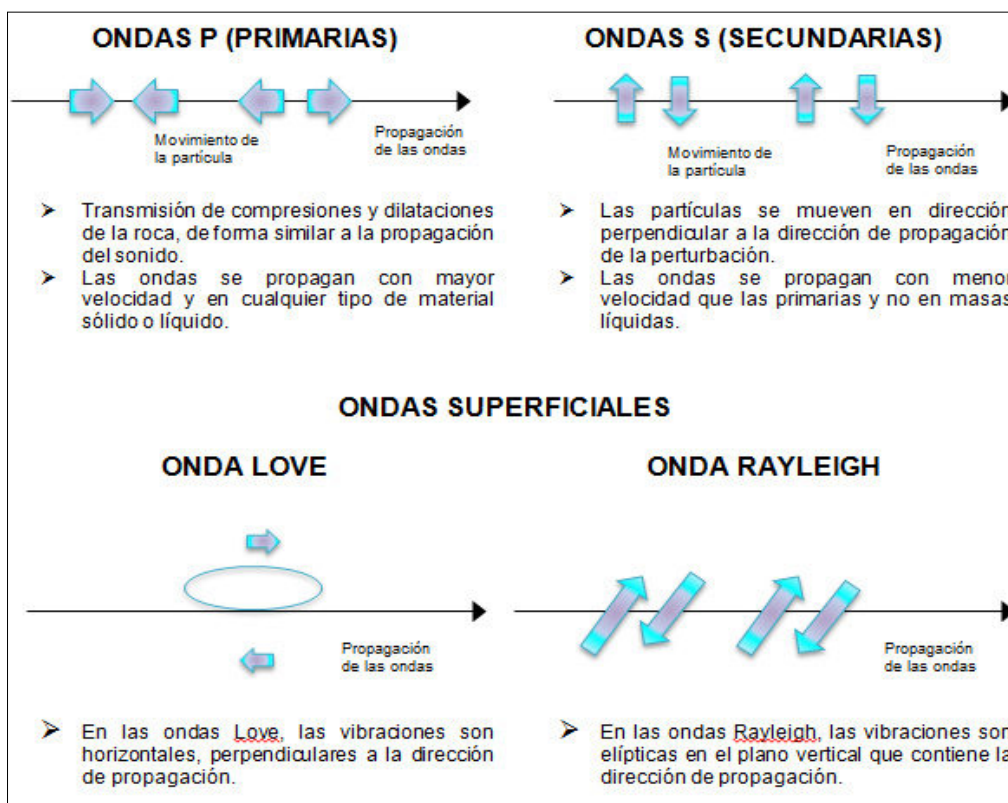 ONDAS P (PRIMARIAS)
Movimiento de
la partícula
Propagación
de las ondas
➤ Transmisión de compresiones y dilataciones
de la roca, de forma similar a la propagación
del sonido.
➤ Las ondas se propagan con mayor
velocidad y en cualquier tipo de material
sólido o líquido.
ONDAS S (SECUNDARIAS)
Movimiento de
la partícula
Propagación
de las ondas
➤ Las partículas se mueven en dirección
perpendicular a la dirección de propagación
de la perturbación.
➤ Las ondas se propagan con menor
velocidad que las primarias y no en masas
líquidas.
ONDAS SUPERFICIALES
ONDA LOVE
Propagación
de las ondas
➤ En las ondas Love, las vibraciones son
horizontales, perpendiculares a la dirección
de propagación.
ONDA RAYLEIGH
Propagación
de las ondas
➤ En las ondas Rayleigh, las vibraciones son
elípticas en el plano vertical que contiene la
dirección de propagación.